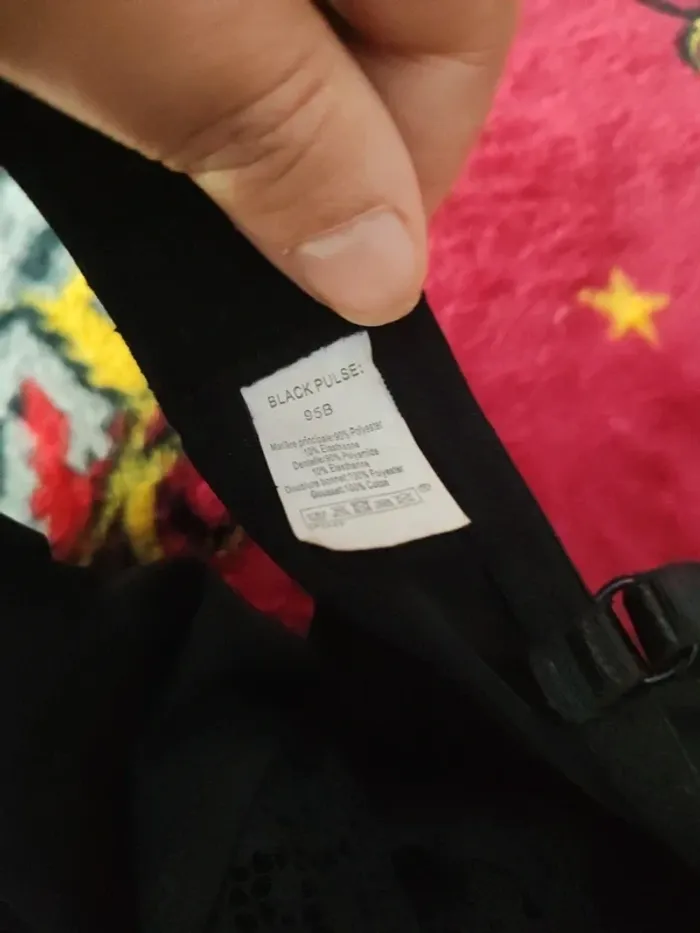 BLACK PULSE:
95B
Matière principale:90% Polyester
10% Elasthanne
Dentelle:90% Polyamide
10% Elasthanne
Doublure bonnet:100% Polyester
Gousset:100% Coton